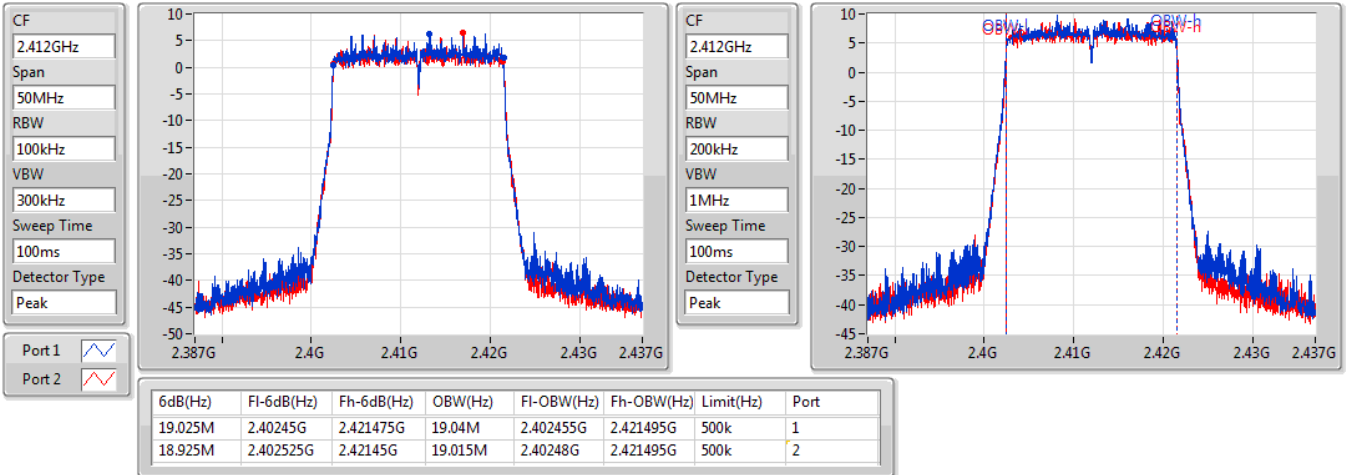 CF
2.412GHz
Span
50MHz
RBW
100kHz
VBW
300kHz
Sweep Time
100ms
Detector Type
Peak
Port 1
Port 2
10
5
0
-5
-10
-15
-20
-25
-30
-35
-40
-45
-50
2.387G 2.4G 2.41G 2.42G 2.43G 2.437G
CF
2.412GHz
Span
50MHz
RBW
200kHz
VBW
1MHz
Sweep Time
100ms
Detector Type
Peak
10
5
0
-5
-10
-15
-20
-25
-30
-35
-40
-45
OBW-l OBW-h
2.387G 2.4G 2.41G 2.42G 2.43G 2.437G
6dB(Hz) Fl-6dB(Hz) Fh-6dB(Hz) OBW(Hz) Fl-OBW(Hz) Fh-OBW(Hz) Limit(Hz) Port
19.025M 2.40245G 2.421475G 19.04M 2.402455G 2.421495G 500k 1
18.925M 2.402525G 2.42145G 19.015M 2.40248G 2.421495G 500k 2